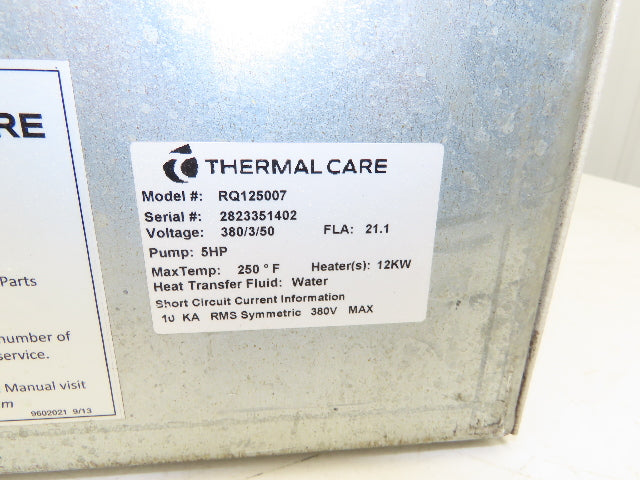 RE
Parts
number of
service.
Manual visit
m
9602021 9/13
THERMAL CARE
Model #: RQ125007
Serial #: 2823351402
Voltage: 380/3/50 FLA: 21.1
Pump: 5HP
MaxTemp: 250 ° F Heater(s): 12KW
Heat Transfer Fluid: Water
Short Circuit Current Information
10 KA RMS Symmetric 380V MAX